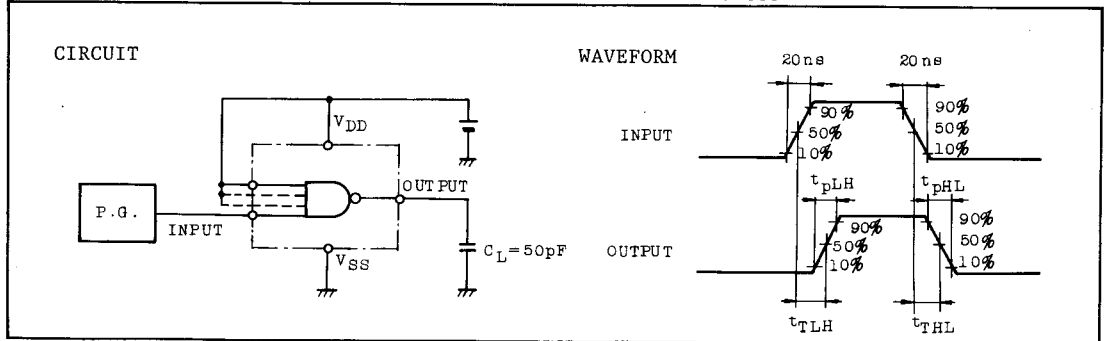 CIRCUIT
V_DD
P.G.
INPUT
OUTPUT
C_L=50pF
V_SS
WAVEFORM
20ns 20ns
INPUT
90%
50%
10%
90%
50%
10%
t_pLH t_pHL
OUTPUT
90%
50%
10%
90%
50%
10%
t_TLH t_THL